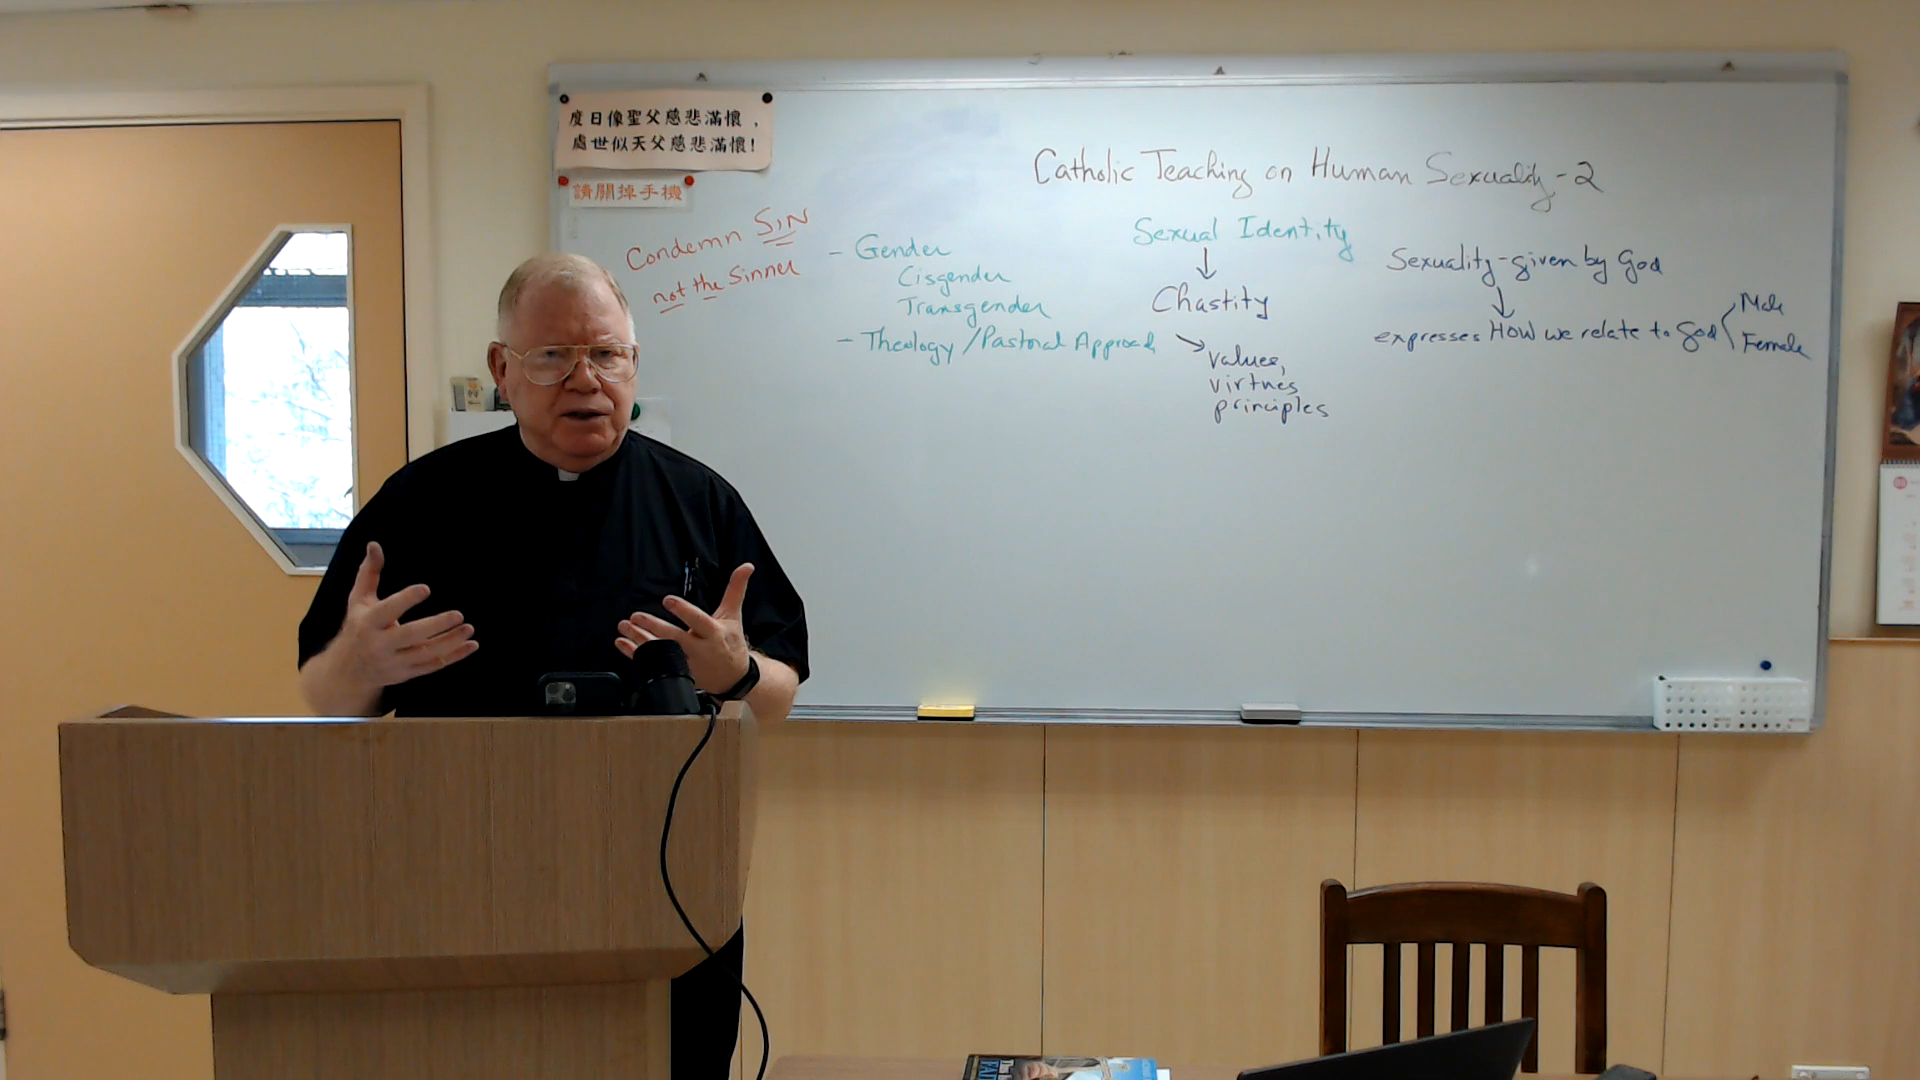 度日像聖父慈悲滿懷，
處世似天父慈悲滿懷!
請關掉手機
Catholic Teaching on Human Sexuality-2
Condemn SIN
not the Sinner
- Gender
Cisgender
Transgender
- Theology/Pastoral Approach
Sexual Identity
↓
Chastity
values,
virtues
principles
Sexuality-given by God
↓
expresses How we relate to God
Male
Female